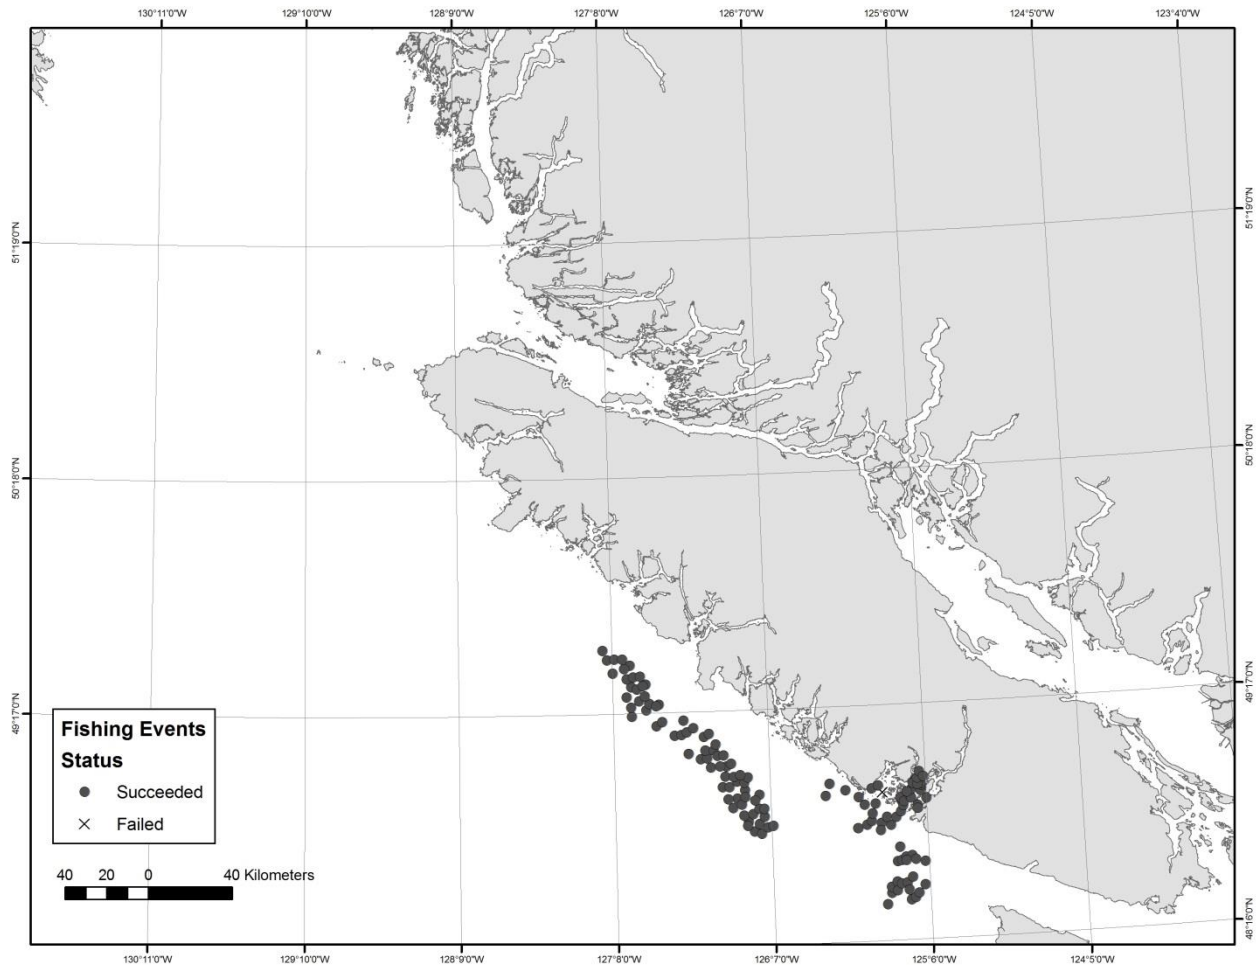 130°11'0"W 129°10'0"W 128°9'0"W 127°8'0"W 126°7'0"W 125°6'0"W 124°5'0"W 123°4'0"W
51°19'0"N
51°19'0"N
50°18'0"N
50°18'0"N
49°17'0"N
49°17'0"N
48°16'0"N
Fishing Events
Status
Succeeded
Failed
40 20 0 40 Kilometers
130°11'0"W 129°10'0"W 128°9'0"W 127°8'0"W 126°7'0"W 125°6'0"W 124°5'0"W